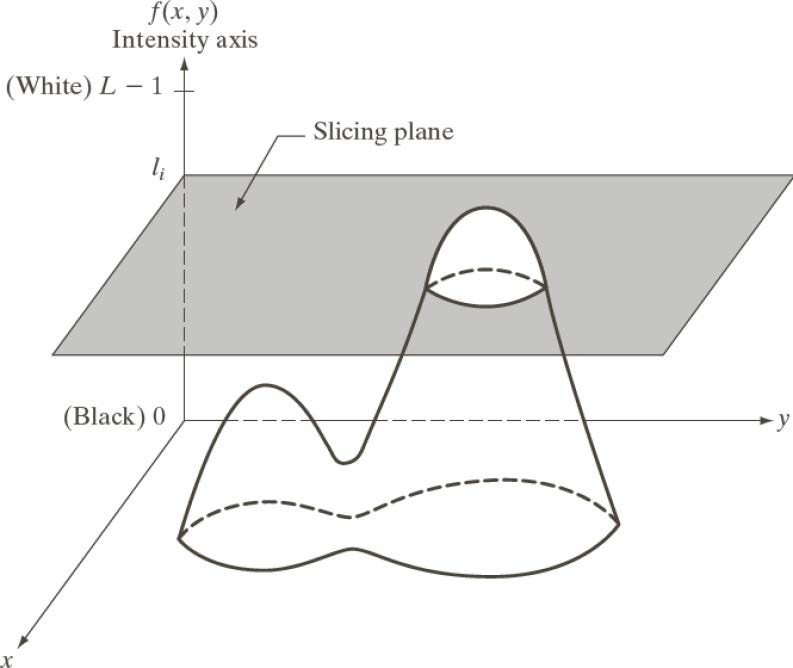 f(x, y)
Intensity axis
(White) L − 1
Slicing plane
lᵢ
(Black) 0
y
x